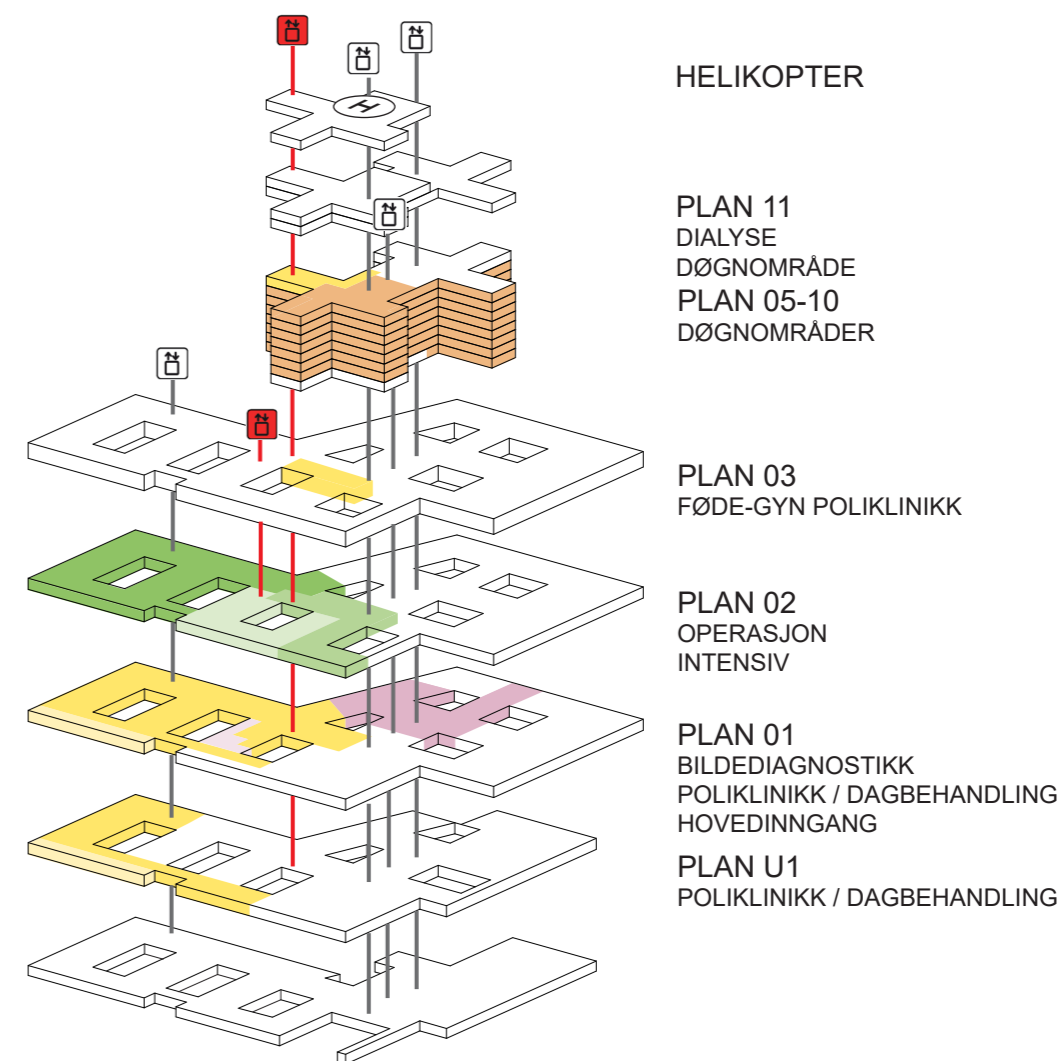 HELIKOPTER
H
PLAN 11
DIALYSE
DØGNOMRÅDE
PLAN 05-10
DØGNOMRÅDER
PLAN 03
FØDE-GYN POLIKLINIKK
PLAN 02
OPERASJON
INTENSIV
PLAN 01
BILDEDIAGNOSTIKK
POLIKLINIKK / DAGBEHANDLING
HOVEDINNGANG
PLAN U1
POLIKLINIKK / DAGBEHANDLING